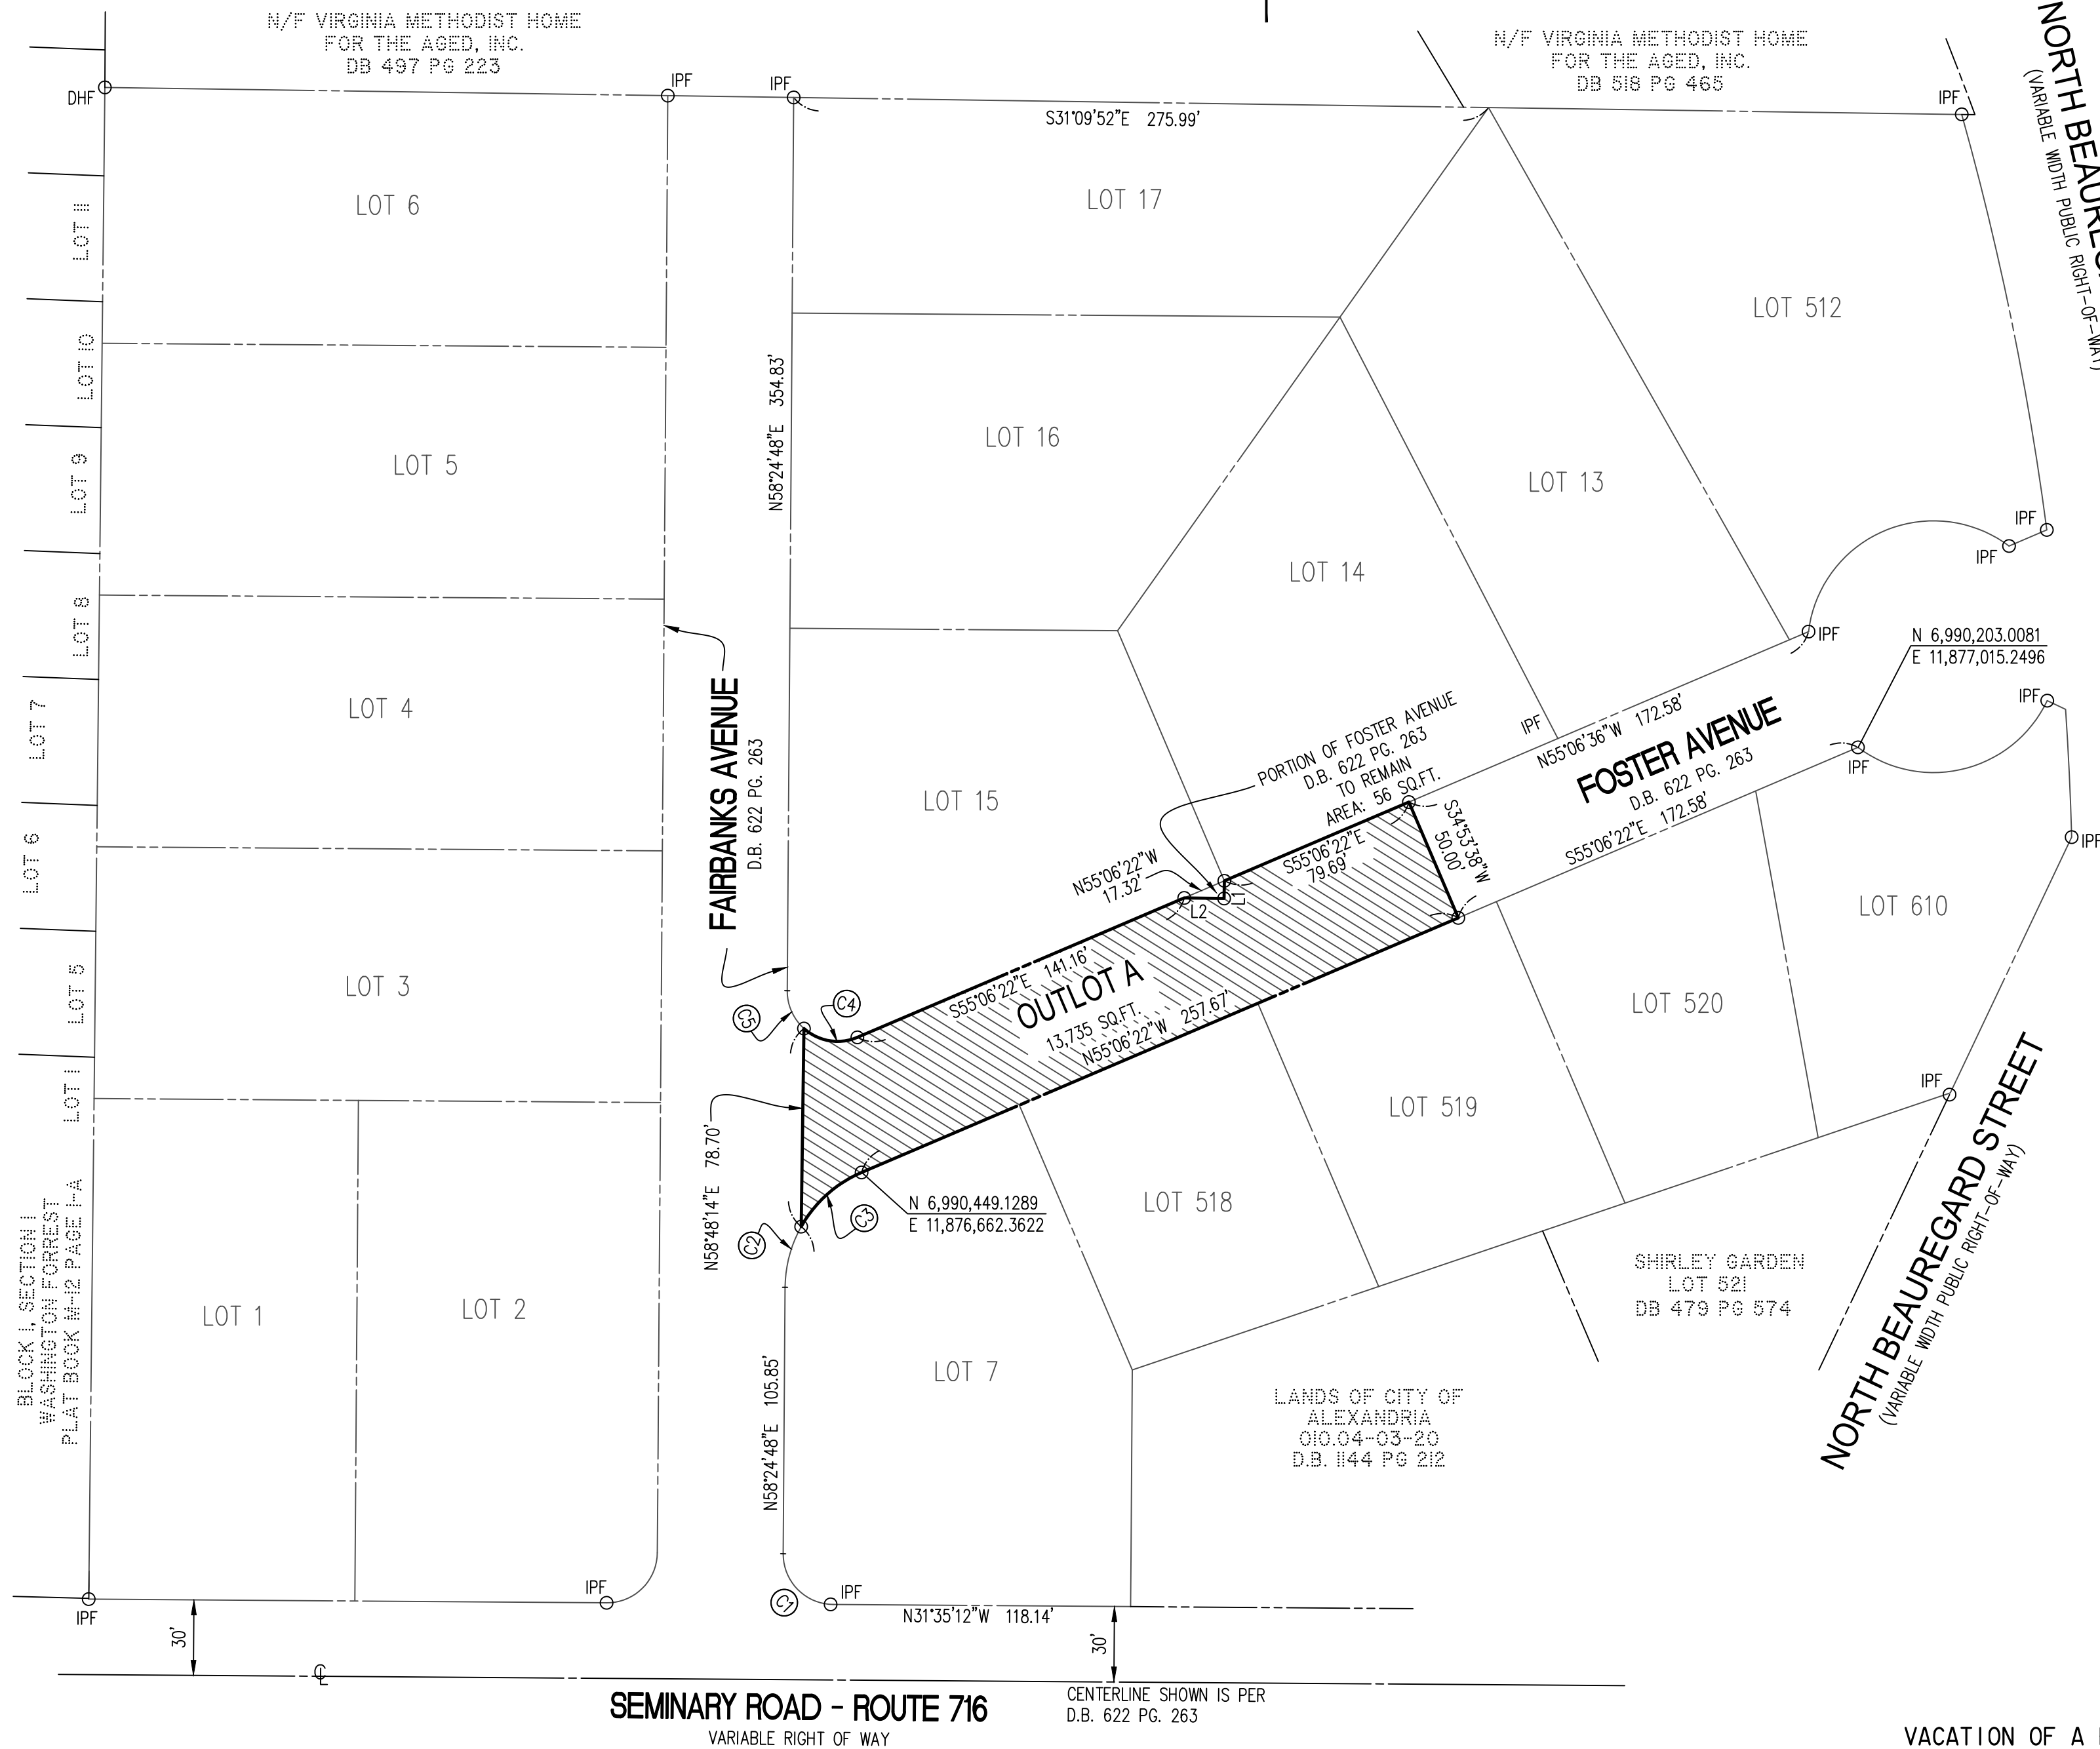 N/F VIRGINIA METHODIST HOME
FOR THE AGED, INC.
DB 497 PG 223
N/F VIRGINIA METHODIST HOME
FOR THE AGED, INC.
DB 518 PG 465
(VARIABLE WIDTH PUBLIC RIGHT-OF-WAY)
DHF
IPF
IPF
IPF
S31°09'52"E 275.99'
LOT 6
LOT 17
LOT 512
LOT 11
LOT 10
LOT 9
LOT 8
LOT 7
LOT 6
LOT 5
LOT 1
N58°24'48"E 354.83'
LOT 5
LOT 16
LOT 13
LOT 14
IPF
IPF
IPF
N 6,990,203.0081
E 11,877,015.2496
IPF
IPF
IPF
LOT 4
FAIRBANKS AVENUE
D.B. 622 PG. 263
LOT 15
PORTION OF FOSTER AVENUE
D.B. 622 PG. 263
TO REMAIN
AREA: 56 SQ.FT.
IPF
N55°06'36"W 172.58'
FOSTER AVENUE
D.B. 622 PG. 263
S55°06'22"E 172.58'
S34°53'38"W
50.00'
S55°06'22"E
79.69'
N55°06'22"W
17.32'
L2
L1
LOT 610
LOT 520
LOT 519
LOT 518
LOT 3
C5
C4
S55°06'22"E 141.16'
OUTLOT A
13,735 SQ.FT.
N55°06'22"W 257.67'
N58°48'14"E 78.70'
C2
C3
N 6,990,449.1289
E 11,876,662.3622
IPF
NORTH BEAUREGARD STREET
(VARIABLE WIDTH PUBLIC RIGHT-OF-WAY)
SHIRLEY GARDEN
LOT 521
DB 479 PG 574
BLOCK 1, SECTION 1
WASHINGTON FORREST
PLAT BOOK M-12 PAGE 1-A
LOT 1
LOT 2
LOT 7
N58°24'48"E 105.85'
LANDS OF CITY OF
ALEXANDRIA
010.04-03-20
D.B. 1144 PG 212
IPF
IPF
C1
IPF
N31°35'12"W 118.14'
30'
30'
℄
SEMINARY ROAD - ROUTE 716
VARIABLE RIGHT OF WAY
CENTERLINE SHOWN IS PER
D.B. 622 PG. 263
VACATION OF A